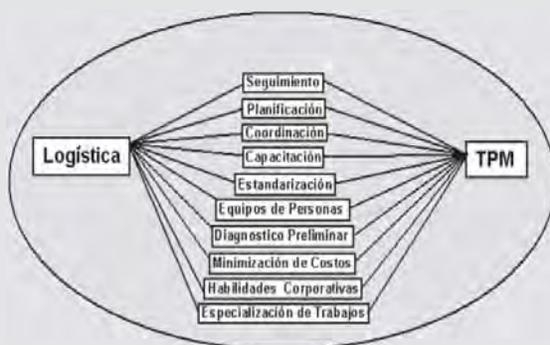 Seguimiento
Planificación
Coordinación
Logística
Capacitación
TPM
Estandarización
Equipos de Personas
Diagnostico Preliminar
Minimización de Costos
Habilidades Corporativas
Especialización de Trabajos